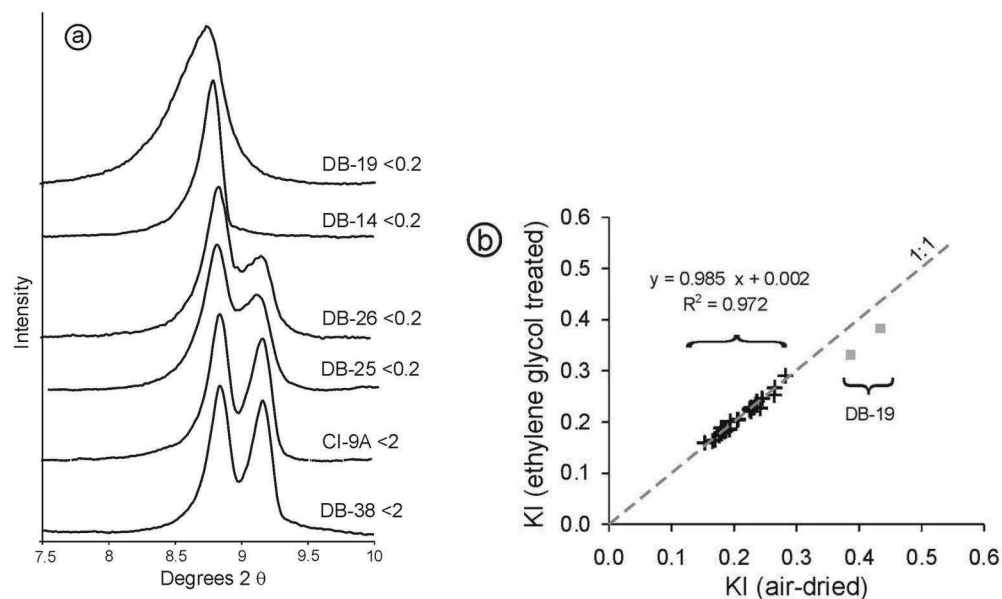 a
DB-19 <0.2
DB-14 <0.2
DB-26 <0.2
DB-25 <0.2
CI-9A <2
DB-38 <2
Intensity
7.5 8 8.5 9 9.5 10
Degrees 2 θ
b
KI (ethylene glycol treated)
0.6
0.5
0.4
0.3
0.2
0.1
0.0
y = 0.985 x + 0.002
R² = 0.972
1:1
DB-19
0.0 0.1 0.2 0.3 0.4 0.5 0.6
KI (air-dried)